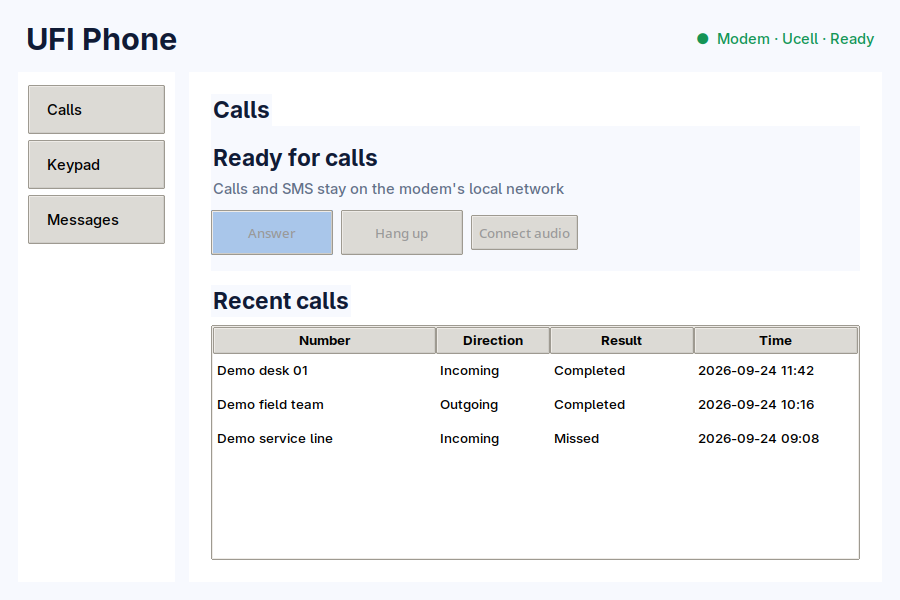 UFI Phone
Modem · Ucell · Ready
Calls
Keypad
Messages
Calls
Ready for calls
Calls and SMS stay on the modem's local network
Answer Hang up Connect audio
Recent calls
Number Direction Result Time
Demo desk 01 Incoming Completed 2026-09-24 11:42
Demo field team Outgoing Completed 2026-09-24 10:16
Demo service line Incoming Missed 2026-09-24 09:08